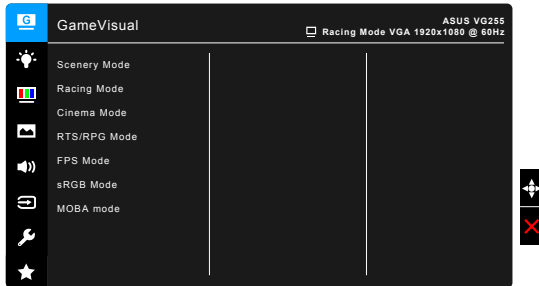 G
GameVisual
ASUS VG255
Racing Mode VGA 1920x1080 @ 60Hz
Scenery Mode
Racing Mode
Cinema Mode
RTS/RPG Mode
FPS Mode
sRGB Mode
MOBA mode